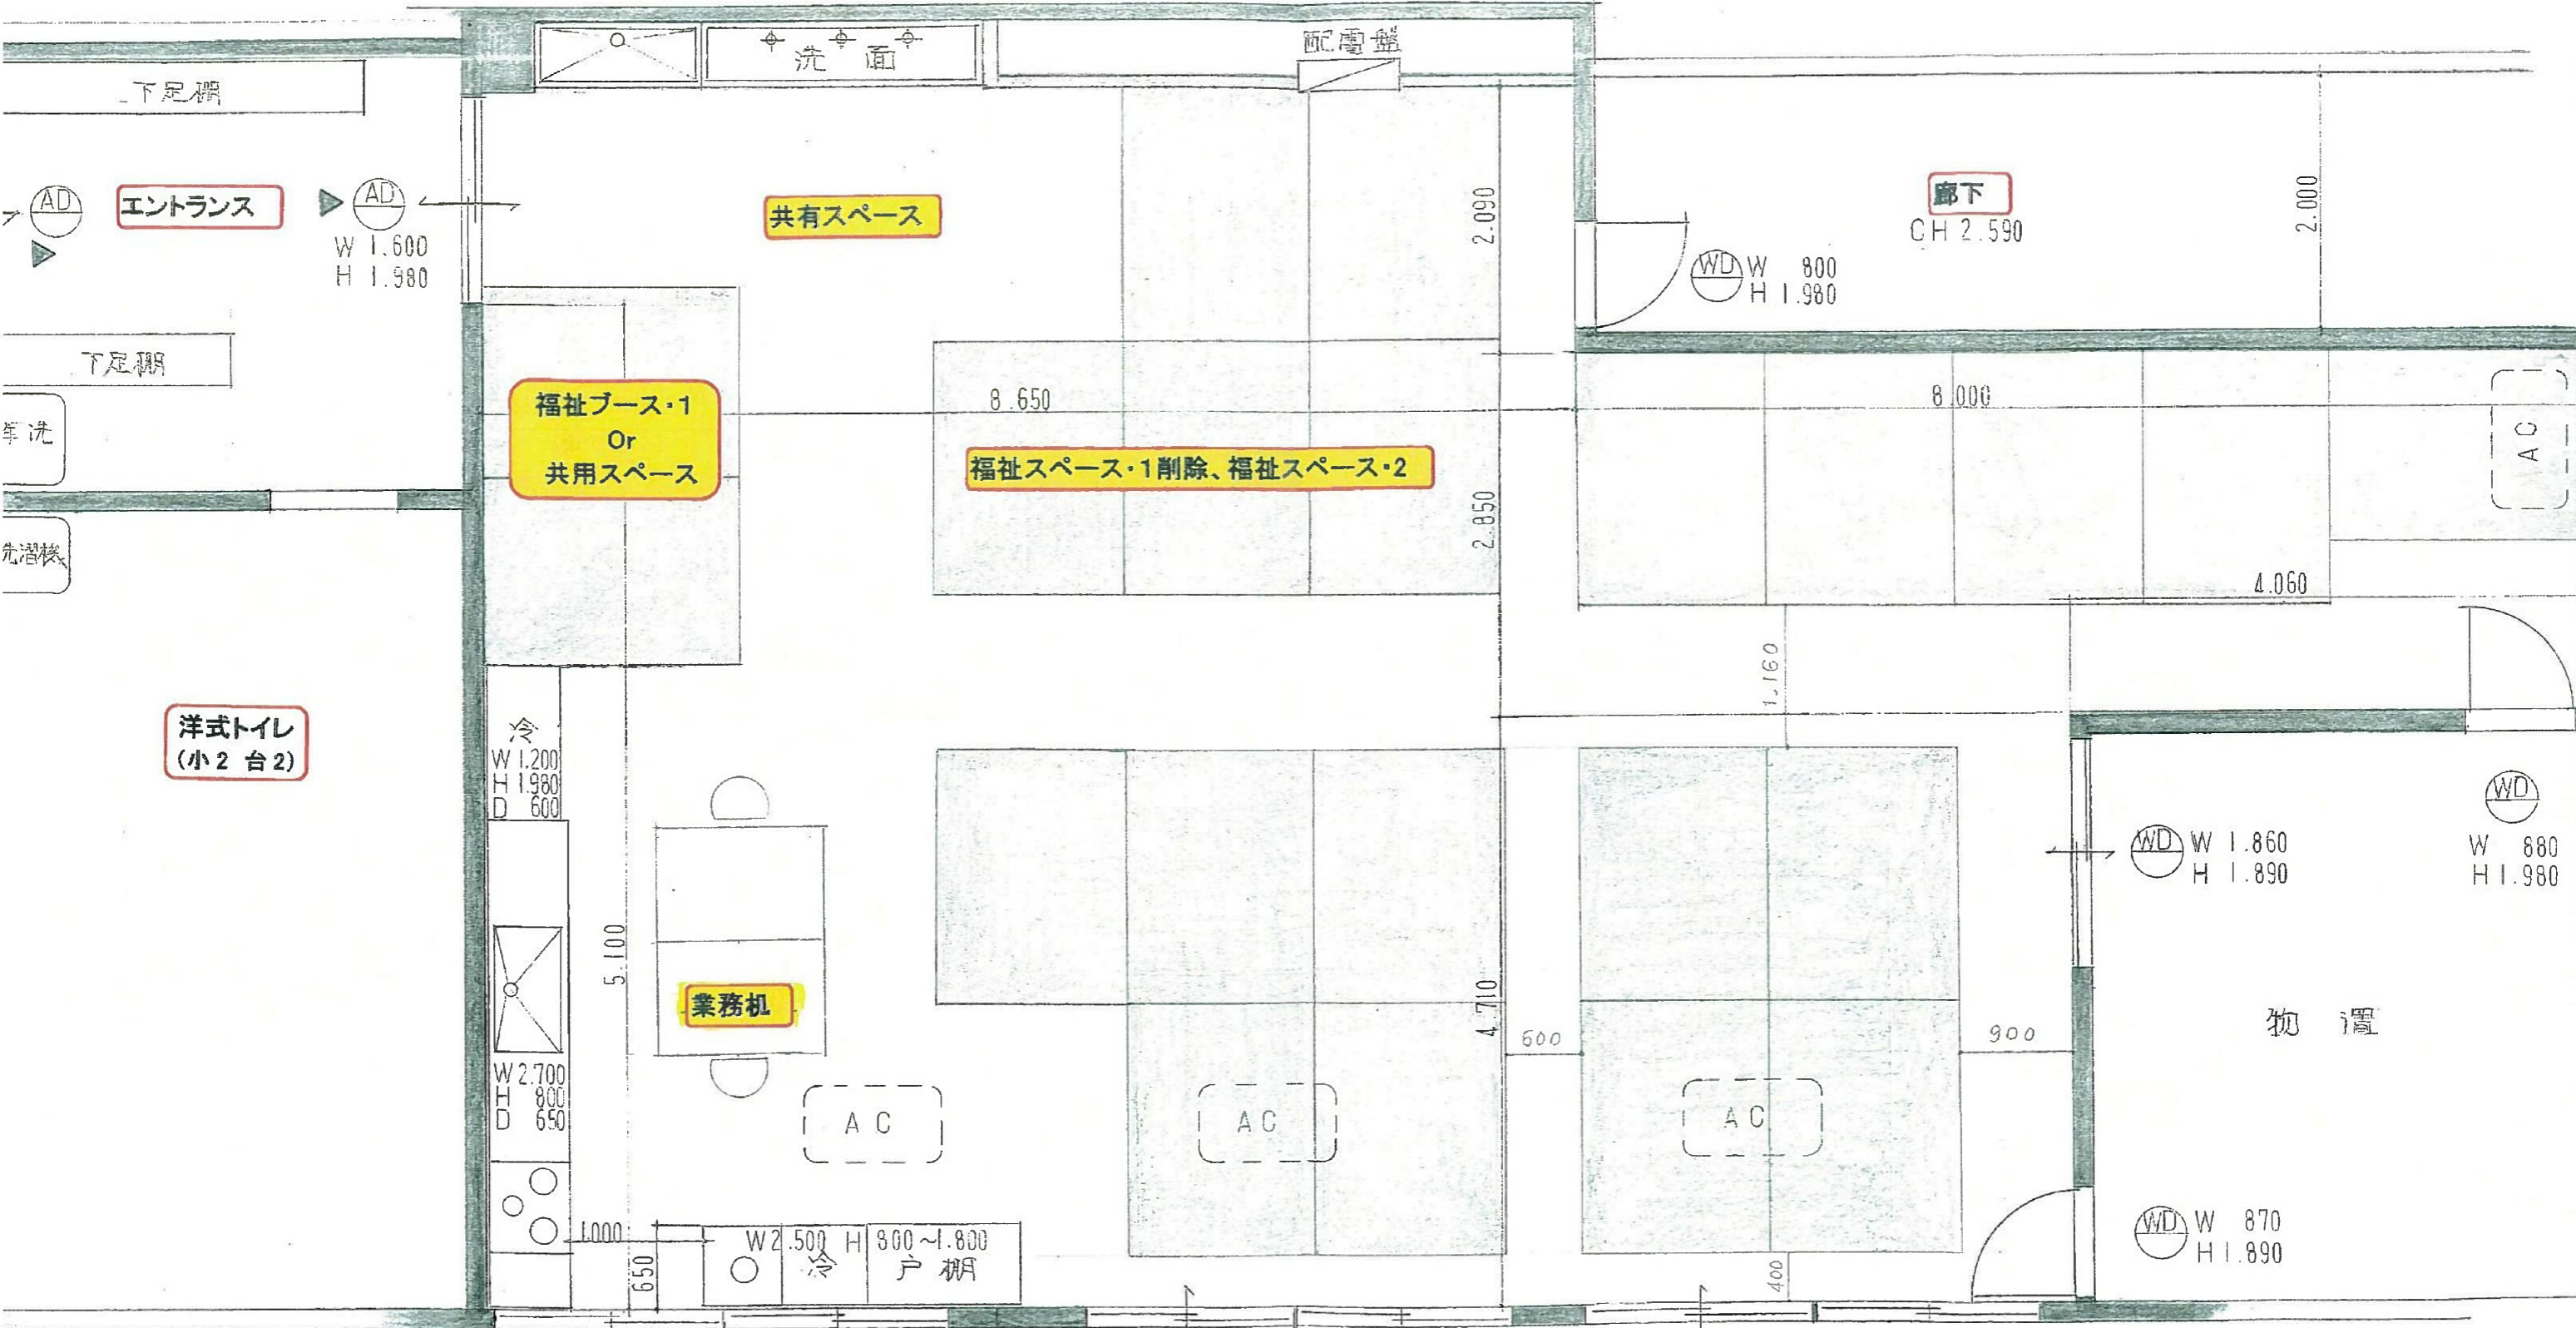 下足棚
洗面
配電盤
AD
エントランス
AD
W 1.600
H 1.980
共有スペース
2.090
廊下
CH 2.590
2.000
WD
W 800
H 1.980
下足棚
洗
福祉ブース・1
Or
共用スペース
8.650
福祉スペース・1削除、福祉スペース・2
2.850
8.000
AC
洗濯機
4.060
1,160
洋式トイレ
(小2 台2)
冷
W 1.200
H 1.980
D 600
WD
W 1.860
H 1.890
WD
W 880
H 1.980
5.100
業務机
4.710
600
900
物置
W 2.700
H 800
D 650
AC
AC
AC
1.000
650
W2.500 H 800~1.800
冷
戸棚
400
WD
W 870
H 1.890